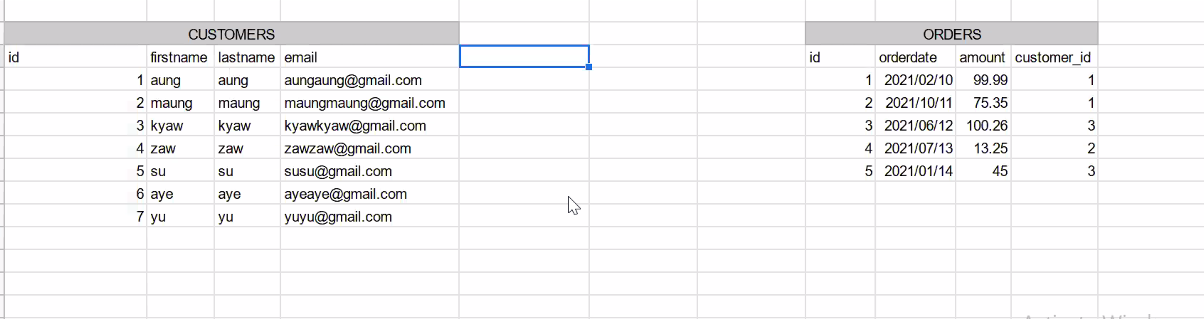 CUSTOMERS ORDERS
id firstname lastname email id orderdate amount customer_id
1 aung aung aungaung@gmail.com 1 2021/02/10 99.99 1
2 maung maung maungmaung@gmail.com 2 2021/10/11 75.35 1
3 kyaw kyaw kyawkyaw@gmail.com 3 2021/06/12 100.26 3
4 zaw zaw zawzaw@gmail.com 4 2021/07/13 13.25 2
5 su su susu@gmail.com 5 2021/01/14 45 3
6 aye aye ayeaye@gmail.com
7 yu yu yuyu@gmail.com